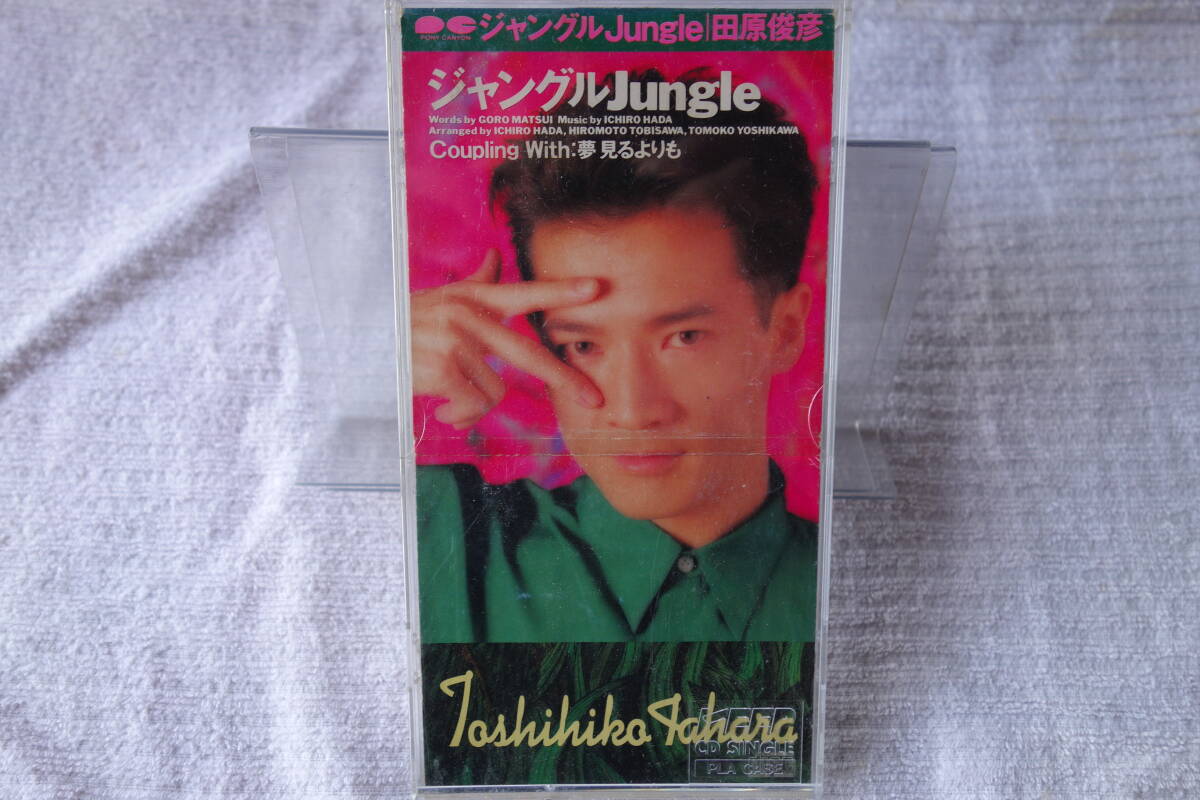 PONY CANYON
ジャングルJungle|田原俊彦
ジャングルJungle
Words by GORO MATSUI Music by ICHIRO HADA
Arranged by ICHIRO HADA, HIROMOTO TOBISAWA, TOMOKO YOSHIKAWA
Coupling With:夢見るよりも
Toshihiko Tahara
CD SINGLE
PLA CASE